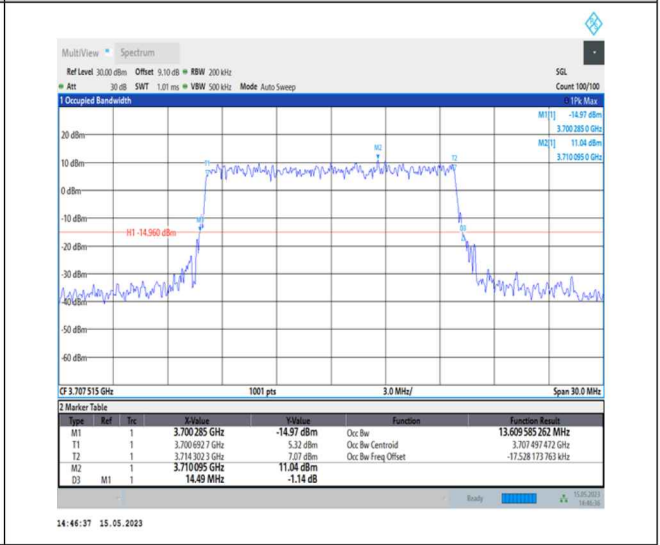 MultiView Spectrum
Ref Level 30.00 dBm Offset 9.10 dB RBW 200 kHz SGL
Att 30 dB SWT 1.01 ms VBW 500 kHz Mode Auto Sweep Count 100/100
1 Occupied Bandwidth 1Pk Max
M1[1] -14.97 dBm
3.700 285 0 GHz
M2[1] 11.04 dBm
3.710 095 0 GHz
20 dBm
M2
T1 T2
10 dBm
0 dBm
-10 dBm
M1
D3
H1 -14.960 dBm
-20 dBm
-30 dBm
-40 dBm
-50 dBm
-60 dBm
CF 3.707 515 GHz 1001 pts 3.0 MHz/ Span 30.0 MHz
2 Marker Table
Type Ref Trc X-Value Y-Value Function Function Result
M1 1 3.700 285 GHz -14.97 dBm Occ Bw 13.609 585 262 MHz
T1 1 3.700 692 7 GHz 5.32 dBm Occ Bw Centroid 3.707 497 472 GHz
T2 1 3.714 302 3 GHz 7.07 dBm Occ Bw Freq Offset -17.528 173 763 kHz
M2 1 3.710 095 GHz 11.04 dBm
D3 M1 1 14.49 MHz -1.14 dB
Ready 15.05.2023
14:46:36
14:46:37 15.05.2023